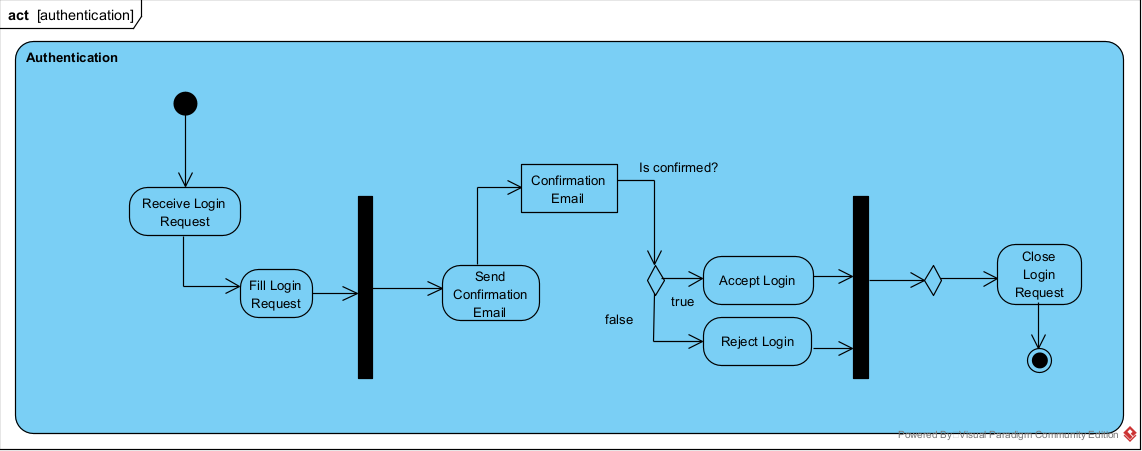 act [authentication]
Authentication
Receive Login
Request
Fill Login
Request
Send
Confirmation
Email
Confirmation
Email
Is confirmed?
true
false
Accept Login
Reject Login
Close
Login
Request
Powered By: Visual Paradigm Community Edition